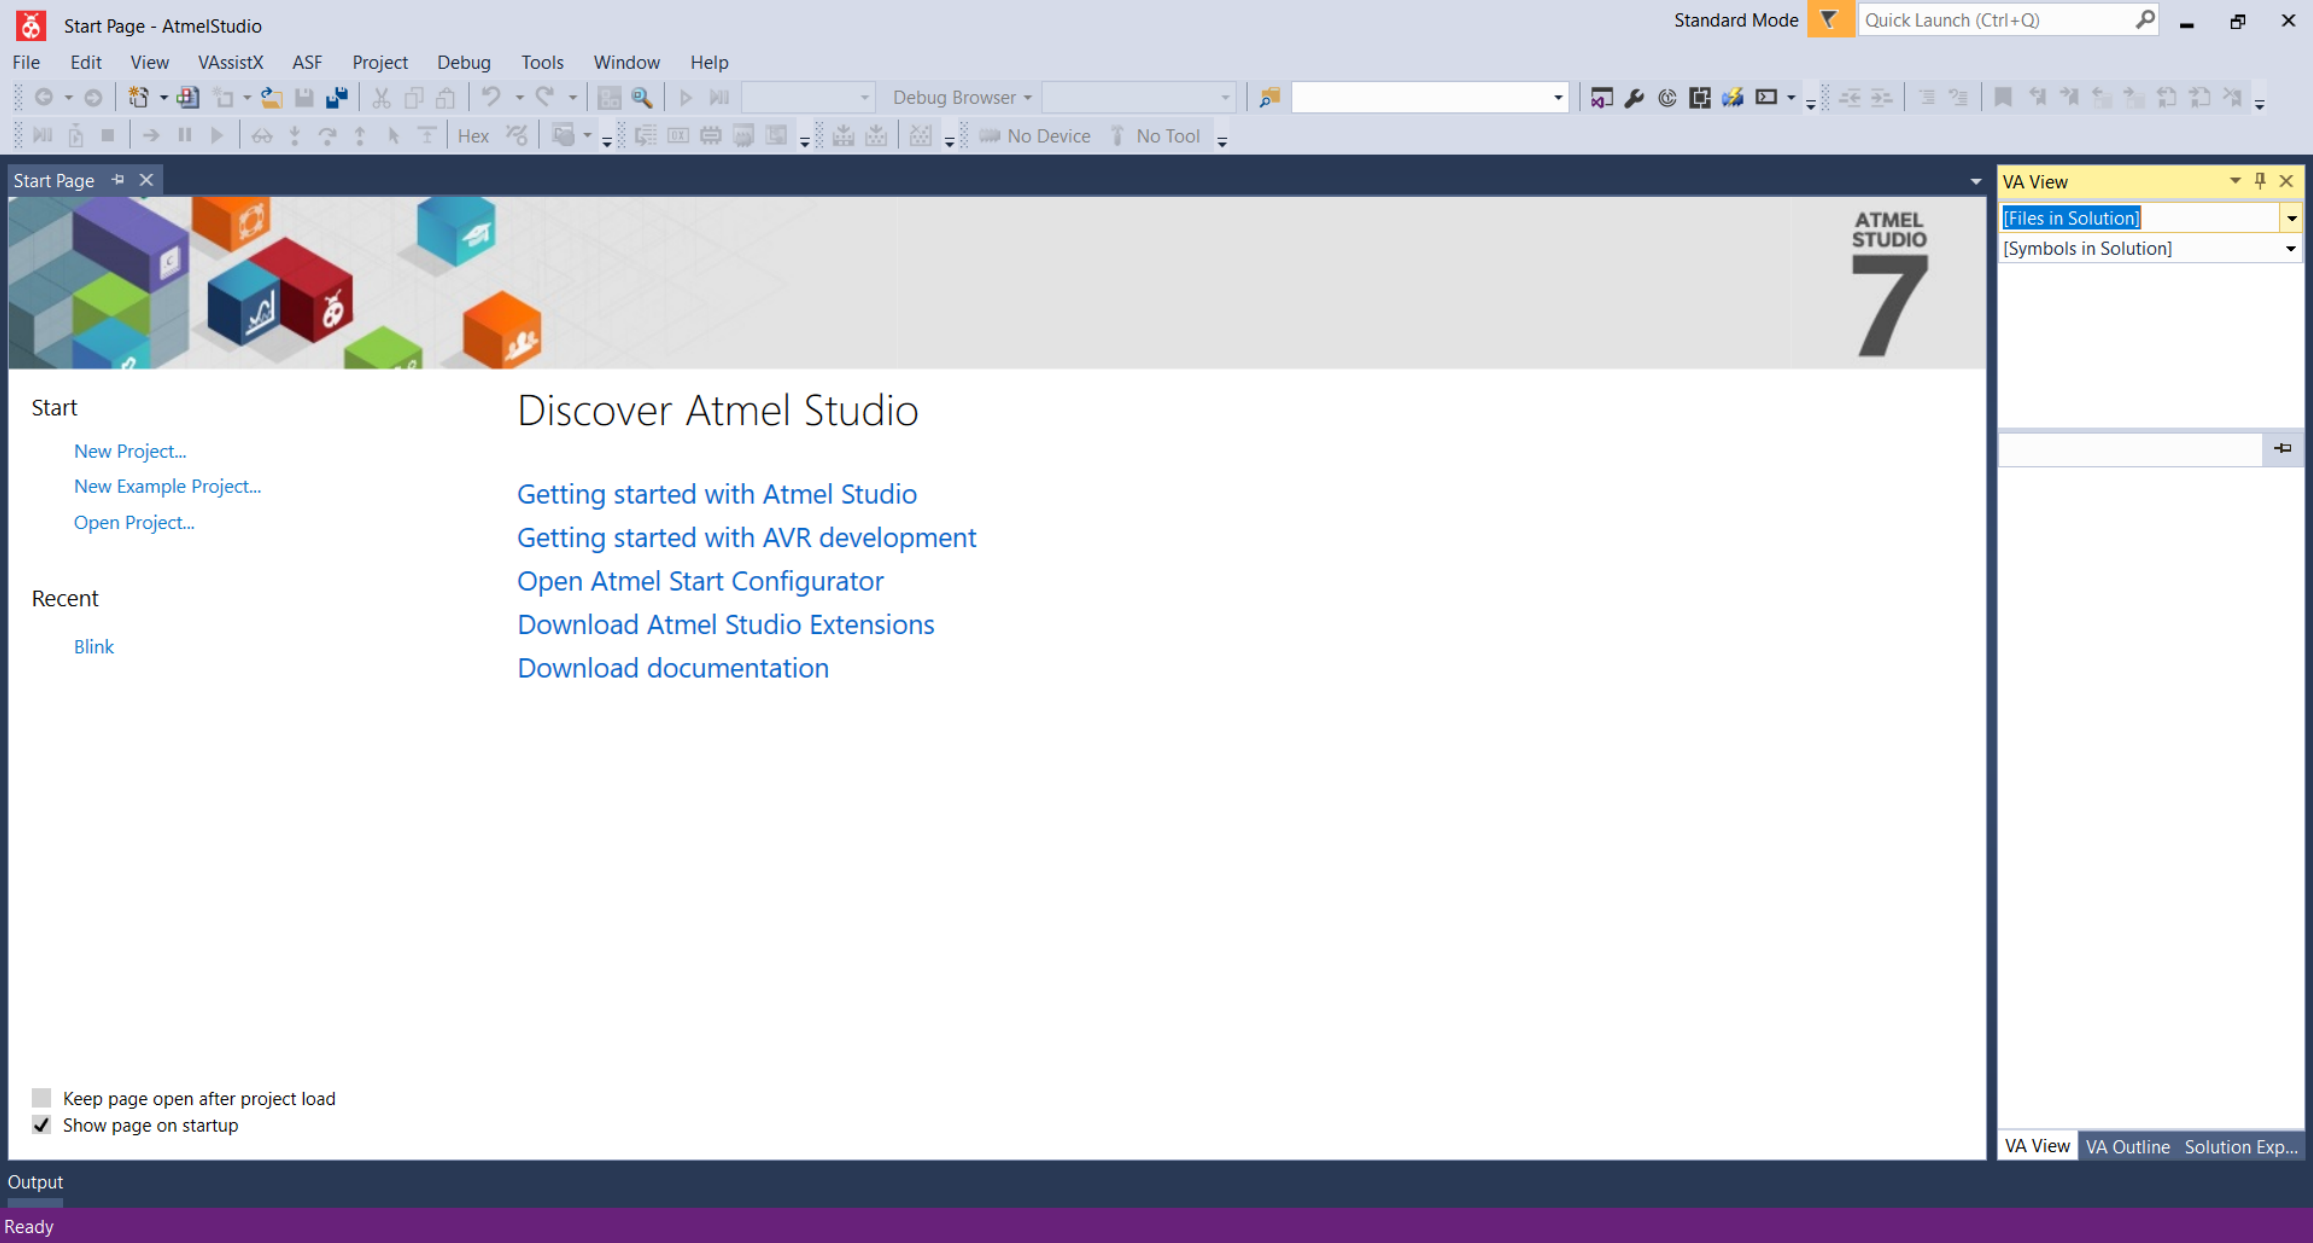 Start Page - AtmelStudio
Standard Mode
Quick Launch (Ctrl+Q)
File Edit View VAssistX ASF Project Debug Tools Window Help
Debug Browser
Hex
No Device
No Tool
Start Page
ATMEL
STUDIO
7
Start
New Project...
New Example Project...
Open Project...
Recent
Blink
Discover Atmel Studio
Getting started with Atmel Studio
Getting started with AVR development
Open Atmel Start Configurator
Download Atmel Studio Extensions
Download documentation
Keep page open after project load
Show page on startup
VA View
[Files in Solution]
[Symbols in Solution]
VA View VA Outline Solution Exp...
Output
Ready